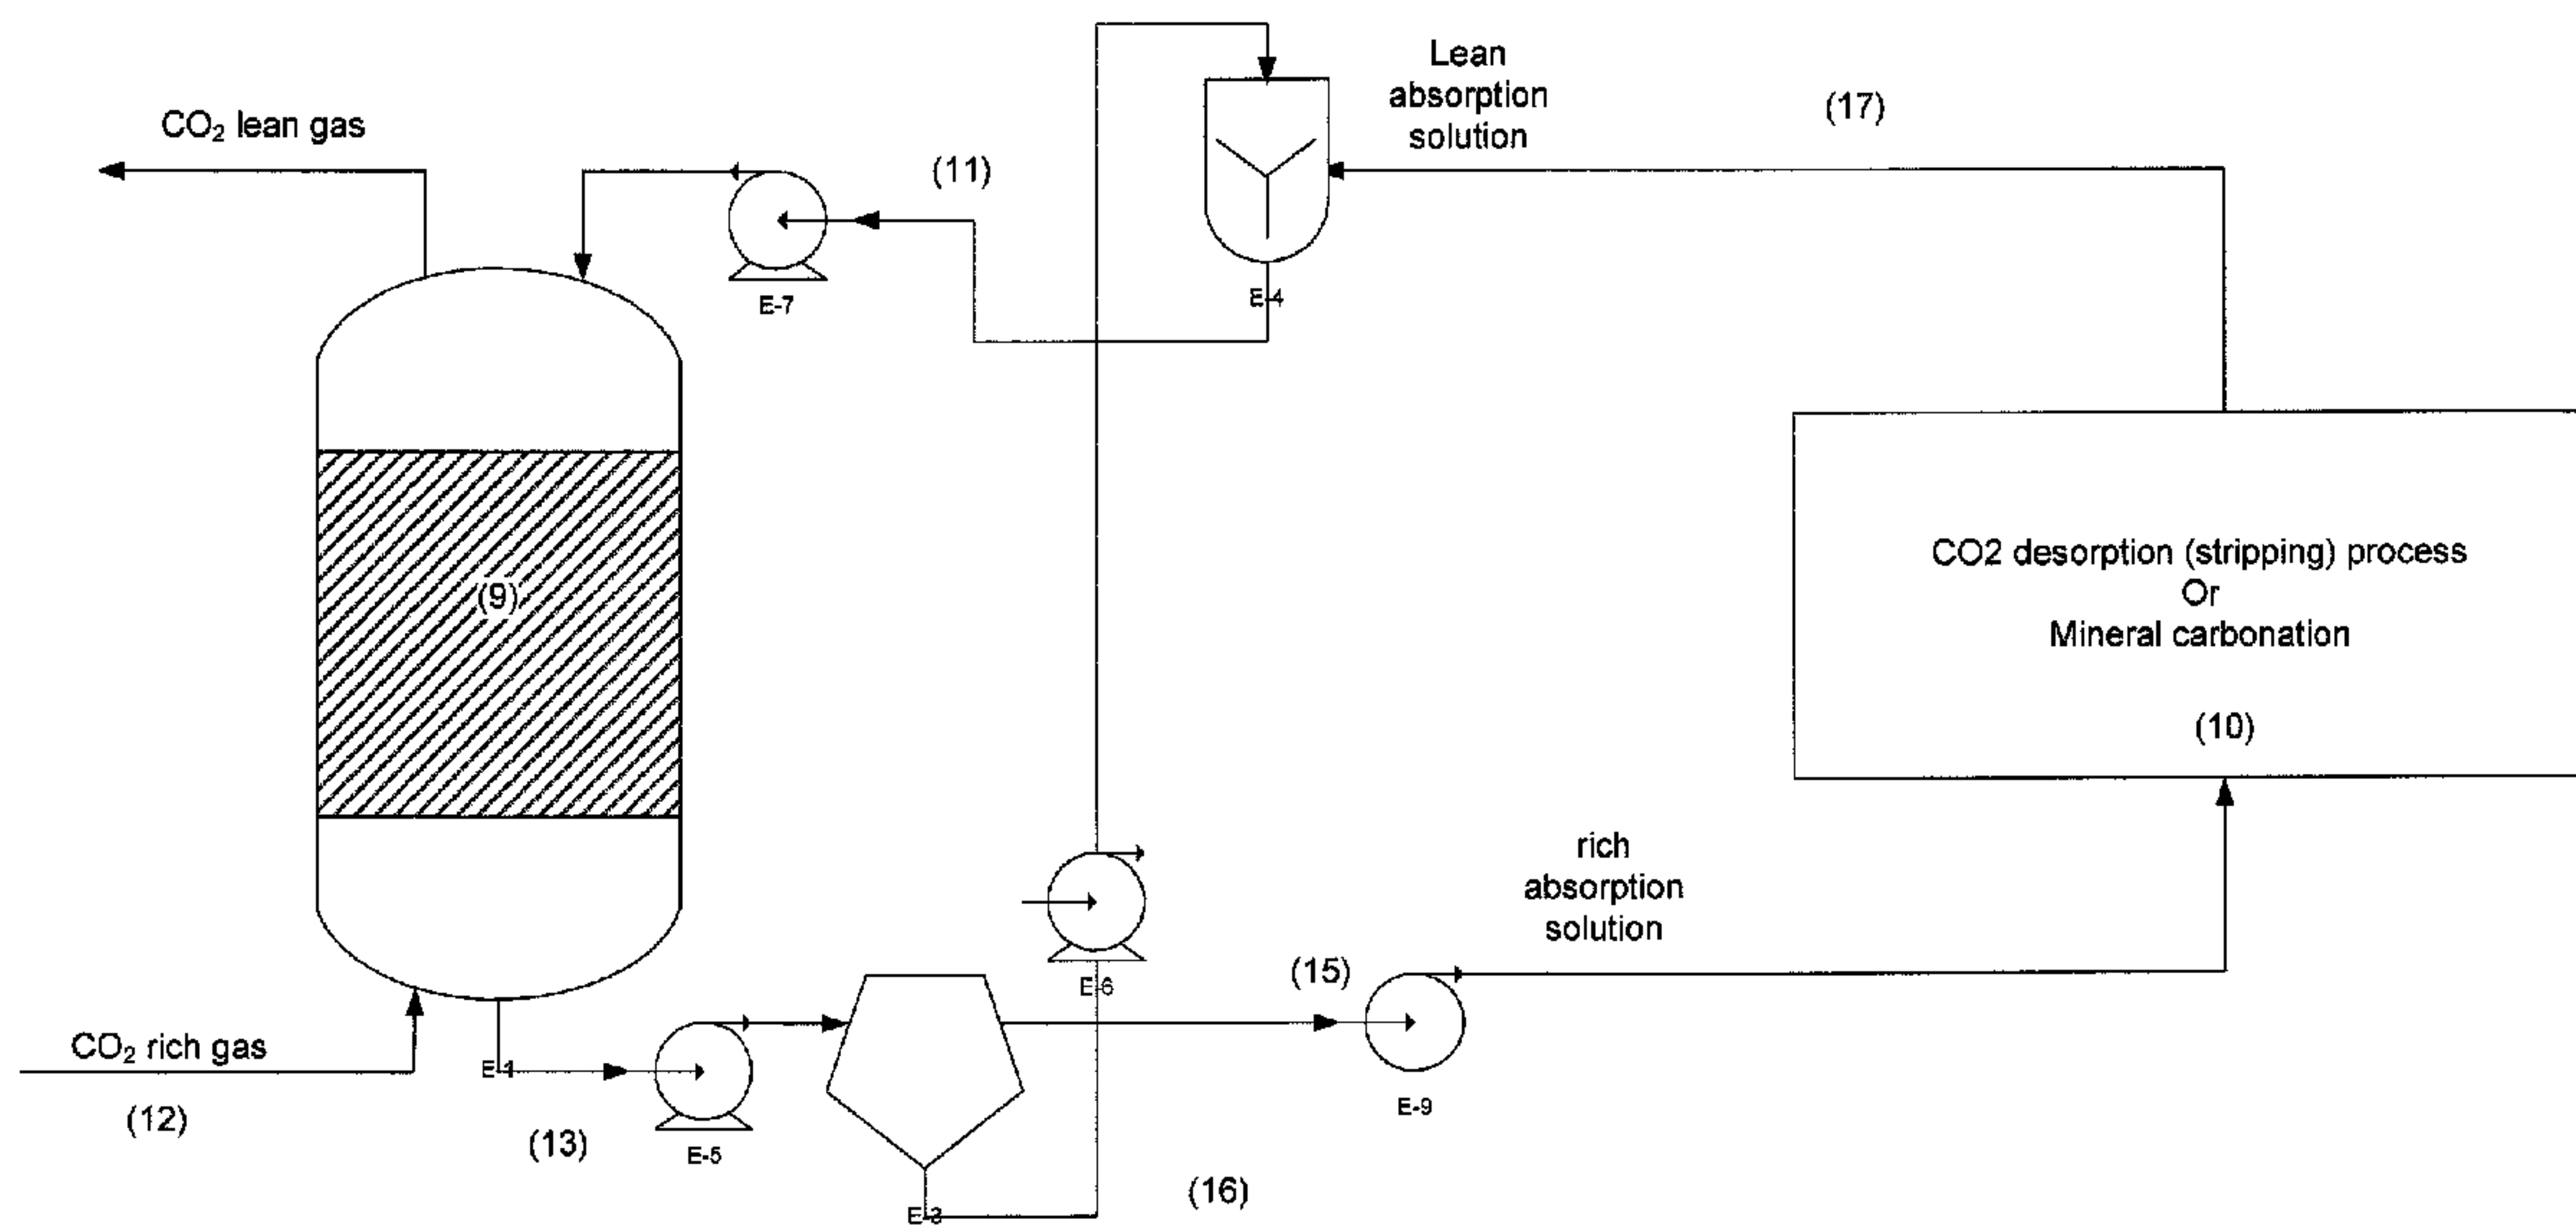 Lean
absorption
solution
(17)
CO₂ lean gas
(11)
E-7
E-4
(9)
CO2 desorption (stripping) process
Or
Mineral carbonation
(10)
rich
absorption
solution
(15)
E-6
CO₂ rich gas
E-1
(12)
(13)
E-5
E-9
(16)
E-3